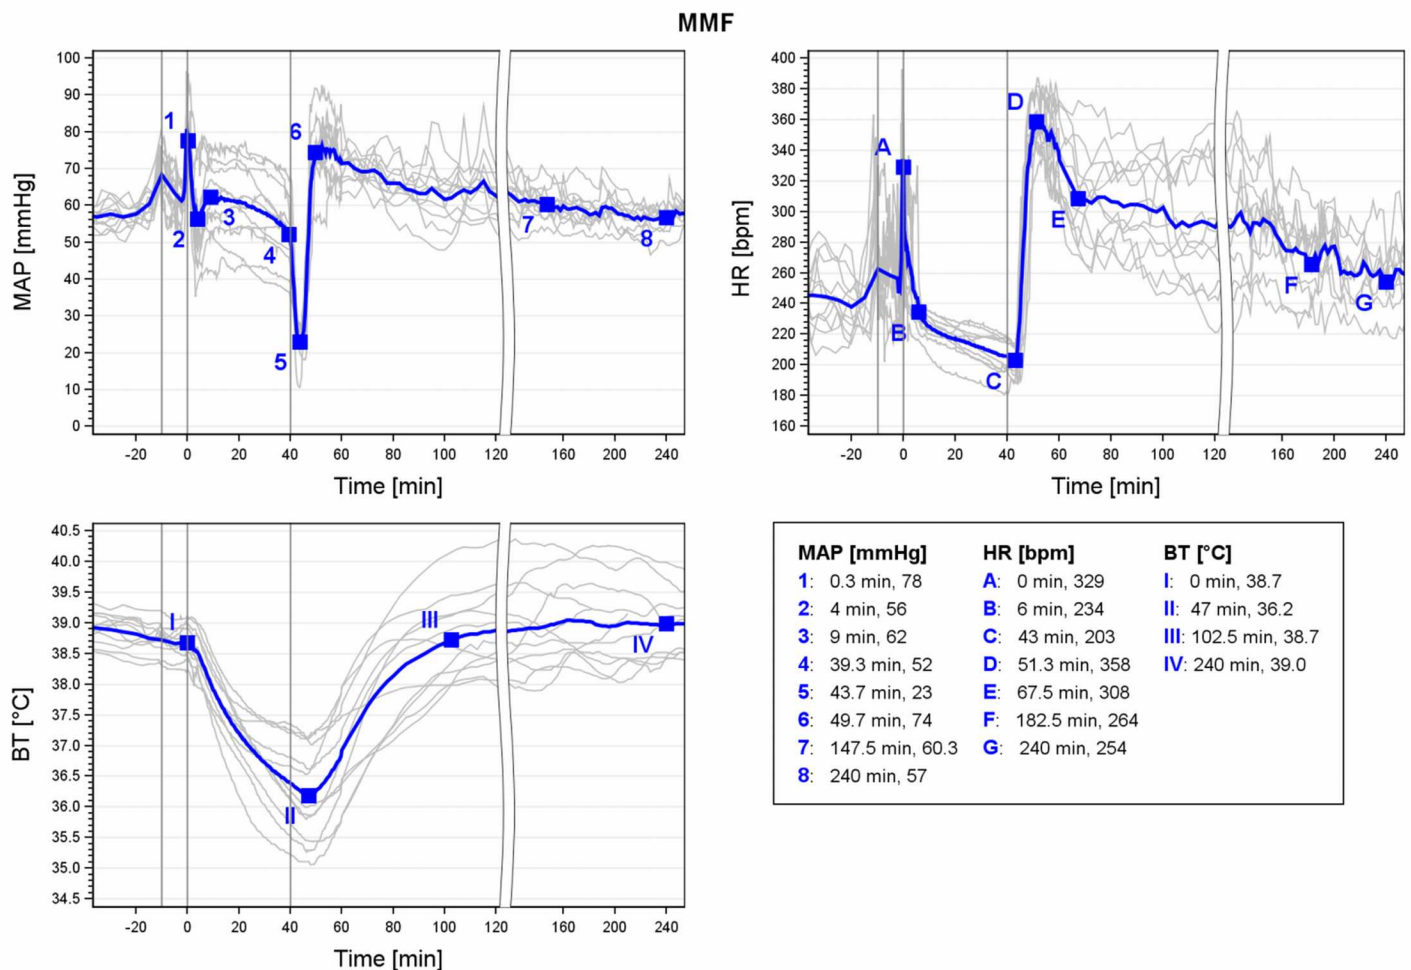 MMF
100
90
80
70
60
50
40
30
20
10
0
MAP [mmHg]
1
2
3
4
5
6
7
8
-20 0 20 40 60 80 100 120 160 200 240
Time [min]
400
380
360
340
320
300
280
260
240
220
200
180
160
HR [bpm]
A
B
C
D
E
F
G
-20 0 20 40 60 80 100 120 160 200 240
Time [min]
40.5
40.0
39.5
39.0
38.5
38.0
37.5
37.0
36.5
36.0
35.5
35.0
34.5
BT [°C]
I
II
III
IV
-20 0 20 40 60 80 100 120 160 200 240
Time [min]
MAP [mmHg] HR [bpm] BT [°C]
1: 0.3 min, 78 A: 0 min, 329 I: 0 min, 38.7
2: 4 min, 56 B: 6 min, 234 II: 47 min, 36.2
3: 9 min, 62 C: 43 min, 203 III: 102.5 min, 38.7
4: 39.3 min, 52 D: 51.3 min, 358 IV: 240 min, 39.0
5: 43.7 min, 23 E: 67.5 min, 308
6: 49.7 min, 74 F: 182.5 min, 264
7: 147.5 min, 60.3 G: 240 min, 254
8: 240 min, 57